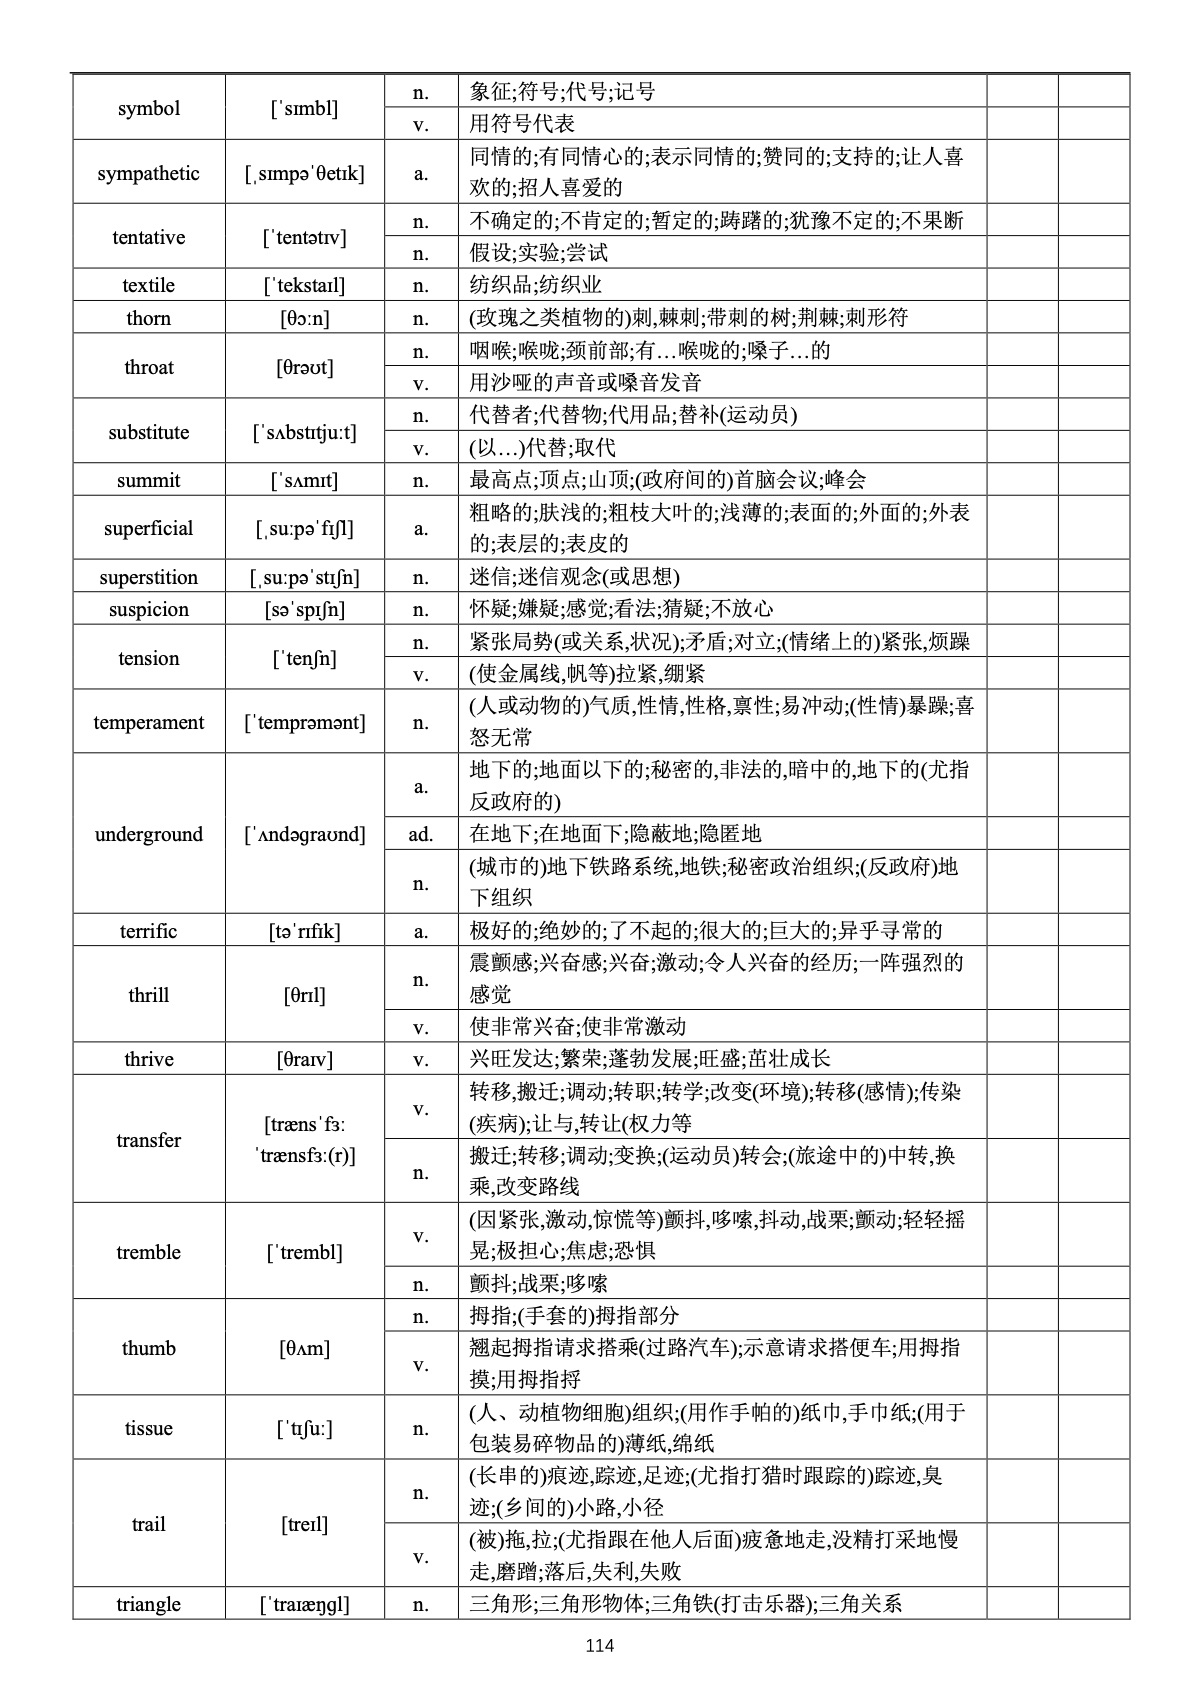 symbol [ˈsɪmbl] n. 象征;符号;代号;记号
v. 用符号代表
sympathetic [ˌsɪmpəˈθetɪk] a. 同情的;有同情心的;表示同情的;赞同的;支持的;让人喜
欢的;招人喜爱的
tentative [ˈtentətɪv] n. 不确定的;不肯定的;暂定的;踌躇的;犹豫不定的;不果断
n. 假设;实验;尝试
textile [ˈtekstaɪl] n. 纺织品;纺织业
thorn [θɔːn] n. (玫瑰之类植物的)刺,棘刺;带刺的树;荆棘;刺形符
throat [θrəʊt] n. 咽喉;喉咙;颈前部;有…喉咙的;嗓子…的
v. 用沙哑的声音或嗓音发音
substitute [ˈsʌbstɪtjuːt] n. 代替者;代替物;代用品;替补(运动员)
v. (以…)代替;取代
summit [ˈsʌmɪt] n. 最高点;顶点;山顶;(政府间的)首脑会议;峰会
superficial [ˌsuːpəˈfɪʃl] a. 粗略的;肤浅的;粗枝大叶的;浅薄的;表面的;外面的;外表
的;表层的;表皮的
superstition [ˌsuːpəˈstɪʃn] n. 迷信;迷信观念(或思想)
suspicion [səˈspɪʃn] n. 怀疑;嫌疑;感觉;看法;猜疑;不放心
tension [ˈtenʃn] n. 紧张局势(或关系,状况);矛盾;对立;(情绪上的)紧张,烦躁
v. (使金属线,帆等)拉紧,绷紧
temperament [ˈtemprəmənt] n. (人或动物的)气质,性情,性格,禀性;易冲动;(性情)暴躁;喜
怒无常
underground [ˈʌndəɡraʊnd] a. 地下的;地面以下的;秘密的,非法的,暗中的,地下的(尤指
反政府的)
ad. 在地下;在地面下;隐蔽地;隐匿地
n. (城市的)地下铁路系统,地铁;秘密政治组织;(反政府)地
下组织
terrific [təˈrɪfɪk] a. 极好的;绝妙的;了不起的;很大的;巨大的;异乎寻常的
thrill [θrɪl] n. 震颤感;兴奋感;兴奋;激动;令人兴奋的经历;一阵强烈的
感觉
v. 使非常兴奋;使非常激动
thrive [θraɪv] v. 兴旺发达;繁荣;蓬勃发展;旺盛;茁壮成长
transfer [trænsˈfɜː ˈtrænsfɜː(r)] v. 转移,搬迁;调动;转职;转学;改变(环境);转移(感情);传染
(疾病);让与,转让(权力等
n. 搬迁;转移;调动;变换;(运动员)转会;(旅途中的)中转,换
乘,改变路线
tremble [ˈtrembl] v. (因紧张,激动,惊慌等)颤抖,哆嗦,抖动,战栗;颤动;轻轻摇
晃;极担心;焦虑;恐惧
n. 颤抖;战栗;哆嗦
thumb [θʌm] n. 拇指;(手套的)拇指部分
v. 翘起拇指请求搭乘(过路汽车);示意请求搭便车;用拇指
摸;用拇指捋
tissue [ˈtɪʃuː] n. (人、动植物细胞)组织;(用作手帕的)纸巾,手巾纸;(用于
包装易碎物品的)薄纸,绵纸
trail [treɪl] n. (长串的)痕迹,踪迹,足迹;(尤指打猎时跟踪的)踪迹,臭
迹;(乡间的)小路,小径
v. (被)拖,拉;(尤指跟在他人后面)疲惫地走,没精打采地慢
走,磨蹭;落后,失利,失败
triangle [ˈtraɪæŋɡl] n. 三角形;三角形物体;三角铁(打击乐器);三角关系
114